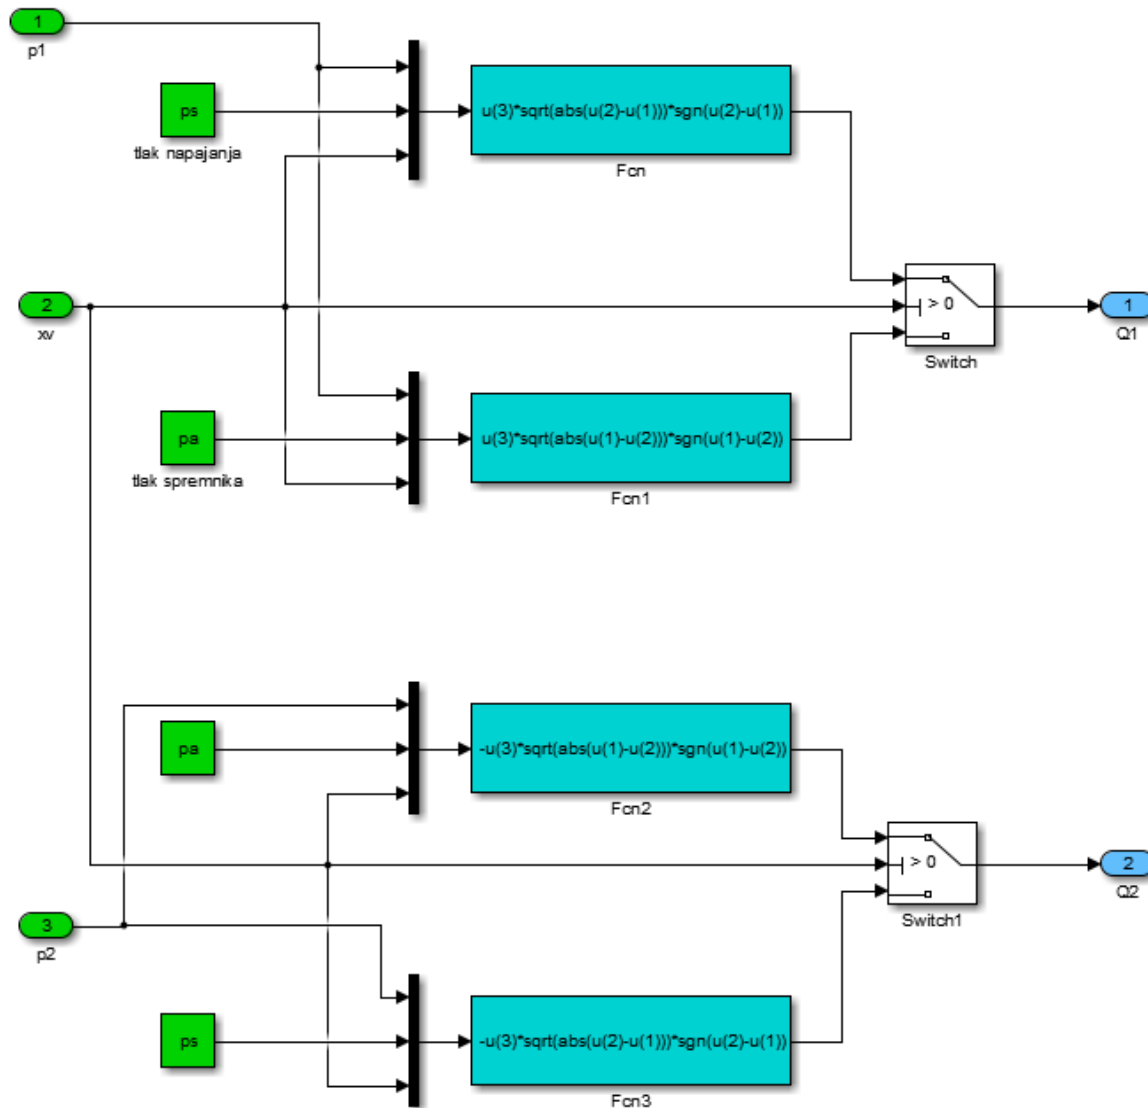 1
p1
ps
tlak napajanja
u(3)*sqrt(abs(u(2)-u(1)))*sgn(u(2)-u(1))
Fcn
2
xv
> 0
Switch
1
Q1
pa
tlak spremnika
u(3)*sqrt(abs(u(1)-u(2)))*sgn(u(1)-u(2))
Fcn1
pa
-u(3)*sqrt(abs(u(1)-u(2)))*sgn(u(1)-u(2))
Fcn2
> 0
Switch1
2
Q2
3
p2
ps
-u(3)*sqrt(abs(u(2)-u(1)))*sgn(u(2)-u(1))
Fcn3